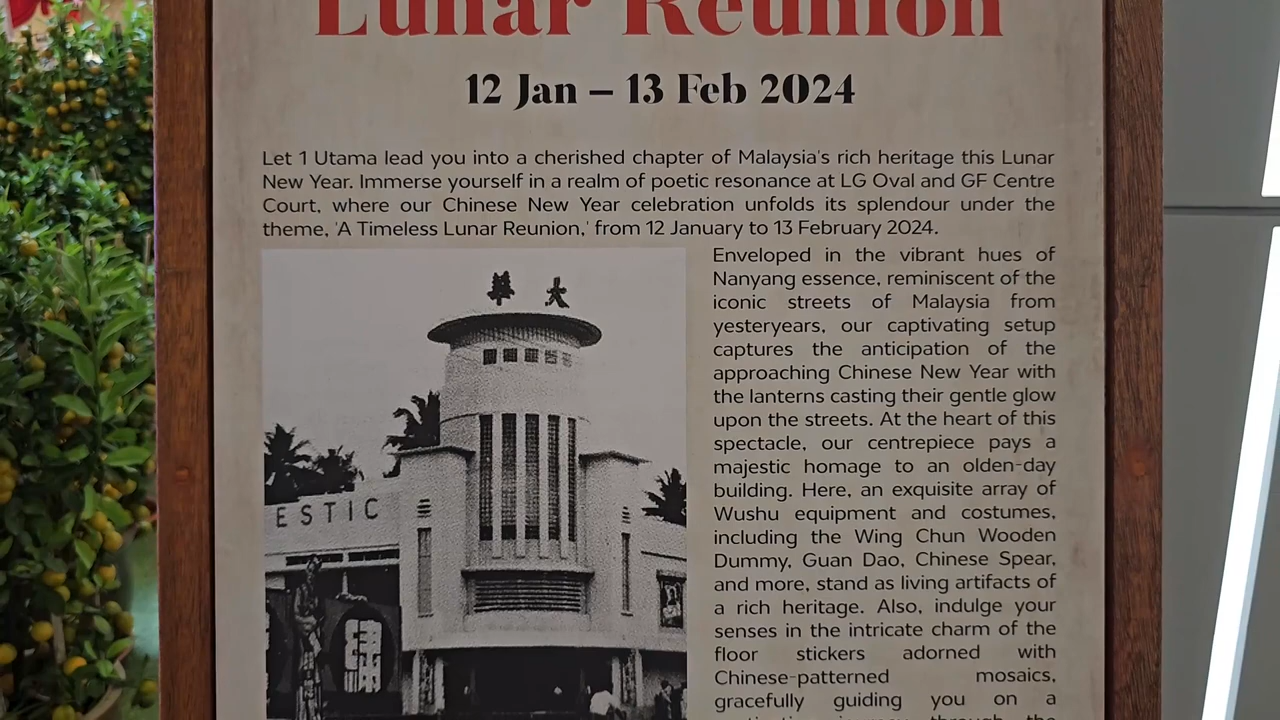 Lunar Reunion
12 Jan – 13 Feb 2024
Let 1 Utama lead you into a cherished chapter of Malaysia's rich heritage this Lunar
New Year. Immerse yourself in a realm of poetic resonance at LG Oval and GF Centre
Court, where our Chinese New Year celebration unfolds its splendour under the
theme, 'A Timeless Lunar Reunion,' from 12 January to 13 February 2024.
華 大
ESTIC
Enveloped in the vibrant hues of
Nanyang essence, reminiscent of the
iconic streets of Malaysia from
yesteryears, our captivating setup
captures the anticipation of the
approaching Chinese New Year with
the lanterns casting their gentle glow
upon the streets. At the heart of this
spectacle, our centrepiece pays a
majestic homage to an olden-day
building. Here, an exquisite array of
Wushu equipment and costumes,
including the Wing Chun Wooden
Dummy, Guan Dao, Chinese Spear,
and more, stand as living artifacts of
a rich heritage. Also, indulge your
senses in the intricate charm of the
floor stickers adorned with
Chinese-patterned mosaics,
gracefully guiding you on a